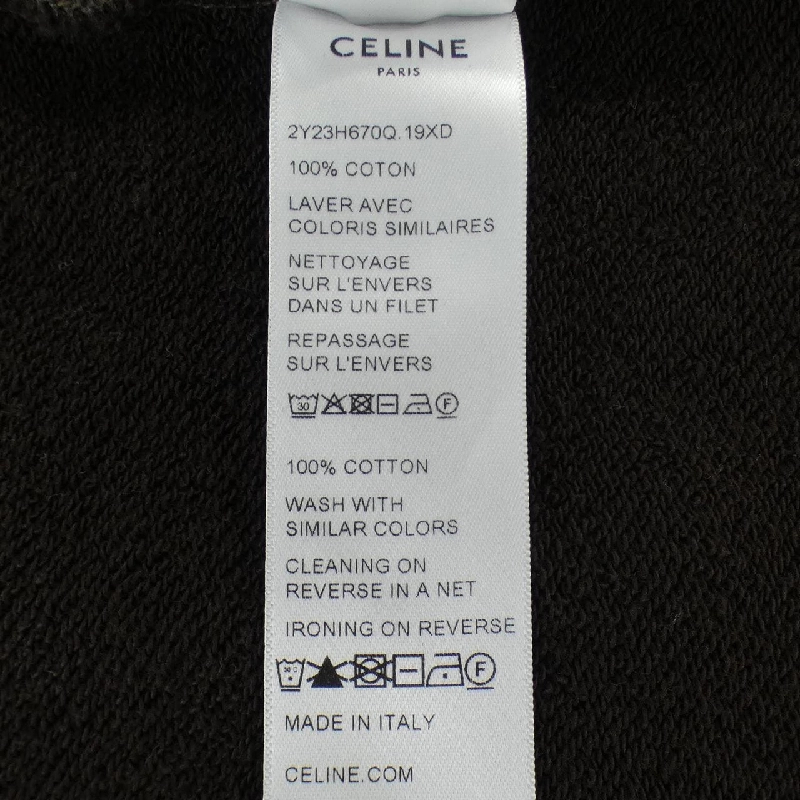 CELINE
PARIS
2Y23H670Q.19XD
100% COTON
LAVER AVEC
COLORIS SIMILAIRES
NETTOYAGE
SUR L'ENVERS
DANS UN FILET
REPASSAGE
SUR L'ENVERS
30 F
100% COTTON
WASH WITH
SIMILAR COLORS
CLEANING ON
REVERSE IN A NET
IRONING ON REVERSE
30°C F
MADE IN ITALY
CELINE.COM